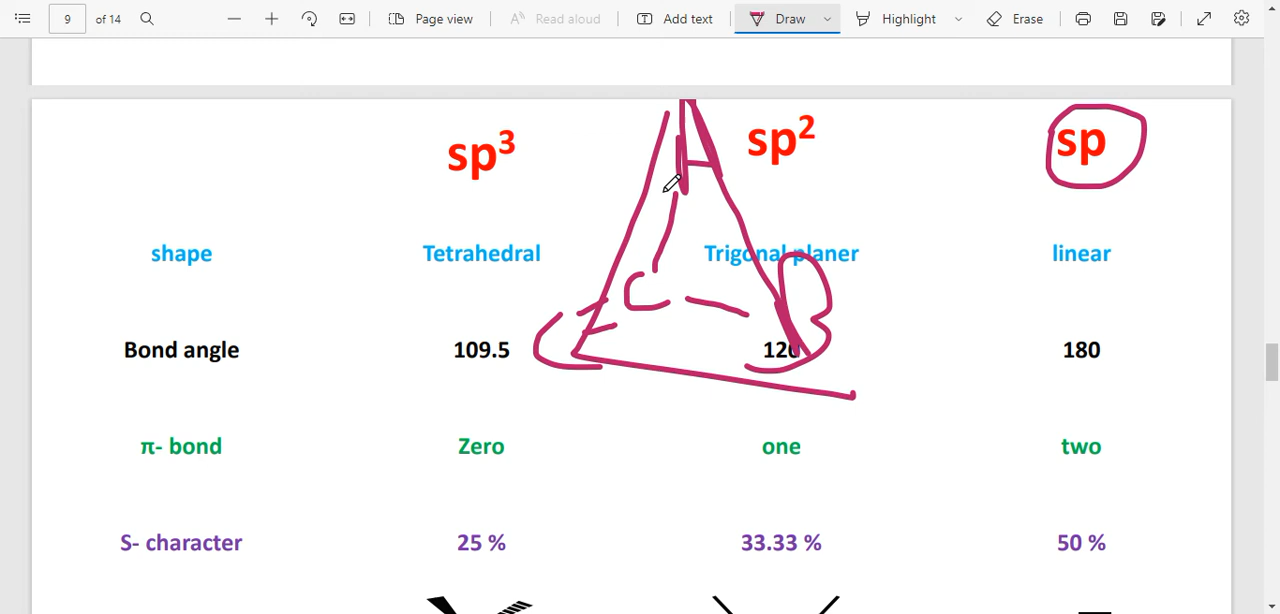 9 of 14 Page view Read aloud Add text Draw Highlight Erase
sp³ sp² sp
shape Tetrahedral Trigonal planer linear
Bond angle 109.5 120 180
π- bond Zero one two
S- character 25 % 33.33 % 50 %
A
C
B